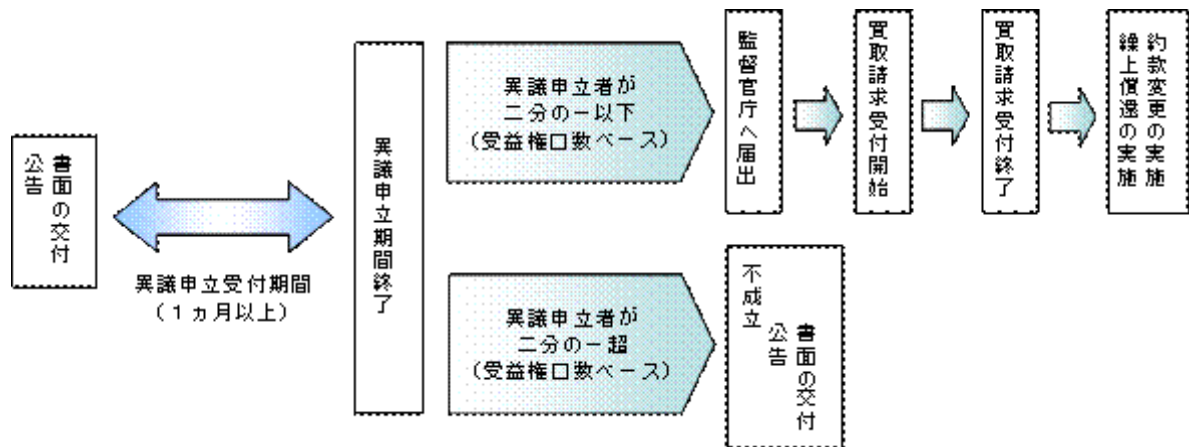 書面の交付
公告
異議申立受付期間
（１ヵ月以上）
異議申立期間終了
異議申立者が
二分の一以下
（受益権口数ベース）
監督官庁へ届出
買取請求受付開始
買取請求受付終了
約款変更の実施
繰上償還の実施
異議申立者が
二分の一超
（受益権口数ベース）
不成立
書面の交付
公告